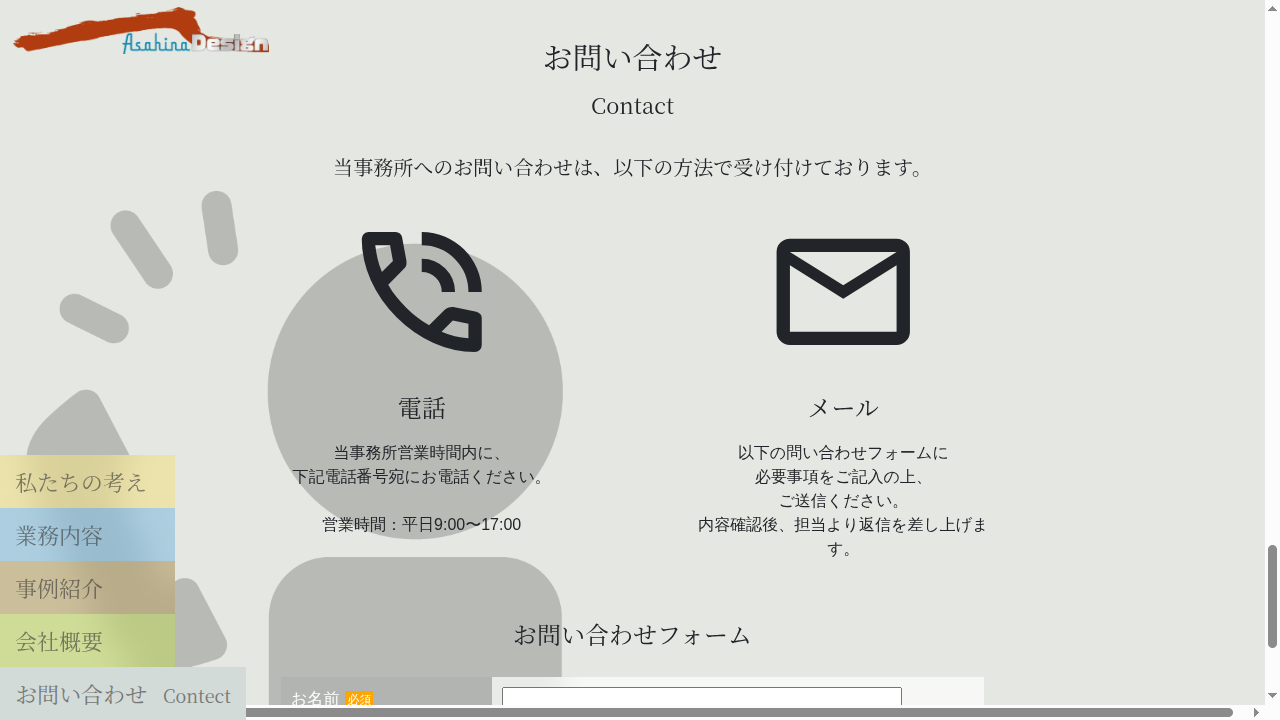 AsahinaDesign
お問い合わせ
Contact
当事務所へのお問い合わせは、以下の方法で受け付けております。
電話
当事務所営業時間内に、
下記電話番号宛にお電話ください。
営業時間：平日9:00〜17:00
メール
以下の問い合わせフォームに
必要事項をご記入の上、
ご送信ください。
内容確認後、担当より返信を差し上げま
す。
私たちの考え
業務内容
事例紹介
会社概要
お問い合わせ Contect
お問い合わせフォーム
お名前 必須